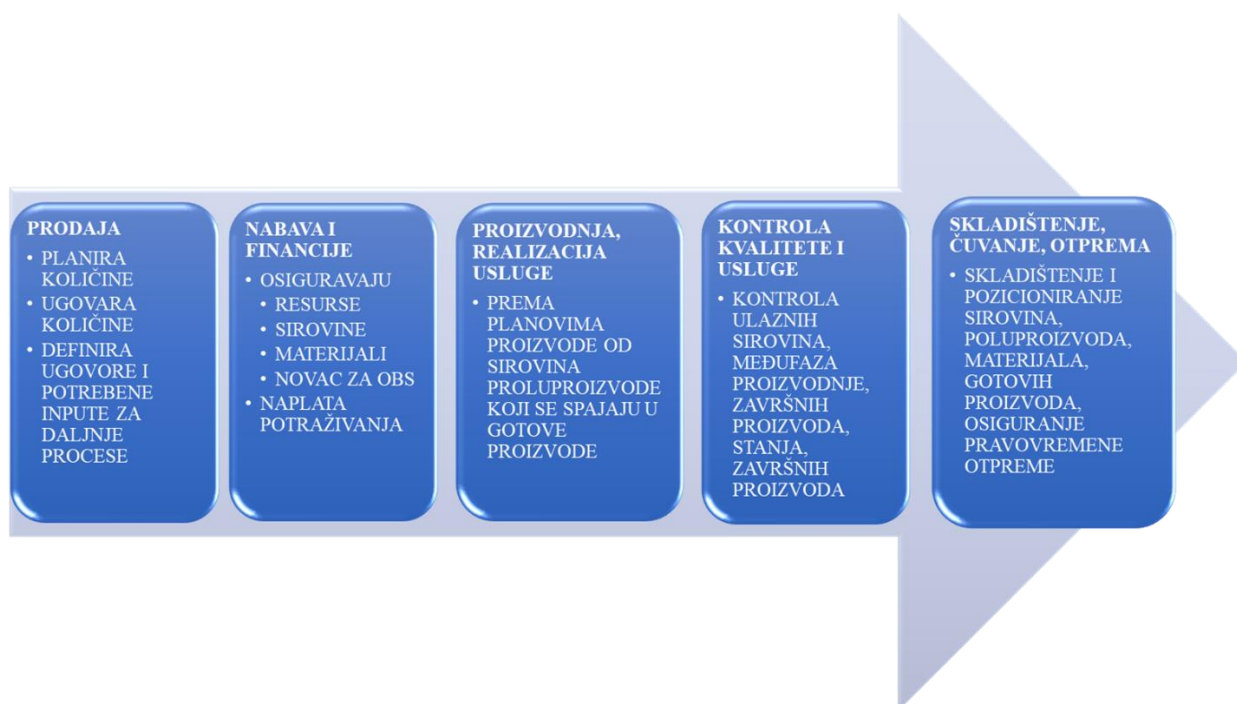 PRODAJA
• PLANIRA
KOLIČINE
• UGOVARA
KOLIČINE
• DEFINIRA
UGOVORE I
POTREBENE
INPUTE ZA
DALJNJE
PROCESE
NABAVA I
FINANCIJE
• OSIGURAVAJU
• RESURSE
• SIROVINE
• MATERIJALI
• NOVAC ZA OBS
• NAPLATA
POTRAŽIVANJA
PROIZVODNJA,
REALIZACIJA
USLUGE
• PREMA
PLANOVIMA
PROIZVODE OD
SIROVINA
PROLUPROIZVODE
KOJI SE SPAJAJU U
GOTOVE
PROIZVODE
KONTROLA
KVALITETE I
USLUGE
• KONTROLA
ULAZNIH
SIROVINA,
MEĐUFAZA
PROIZVODNJE,
ZAVRŠNIH
PROIZVODA,
STANJA,
ZAVRŠNIH
PROIZVODA
SKLADIŠTENJE,
ČUVANJE, OTPREMA
• SKLADIŠTENJE I
POZICIONIRANJE
SIROVINA,
POLUPROIZVODA,
MATERIJALA,
GOTOVIH
PROIZVODA,
OSIGURANJE
PRAVOVREMENE
OTPREME